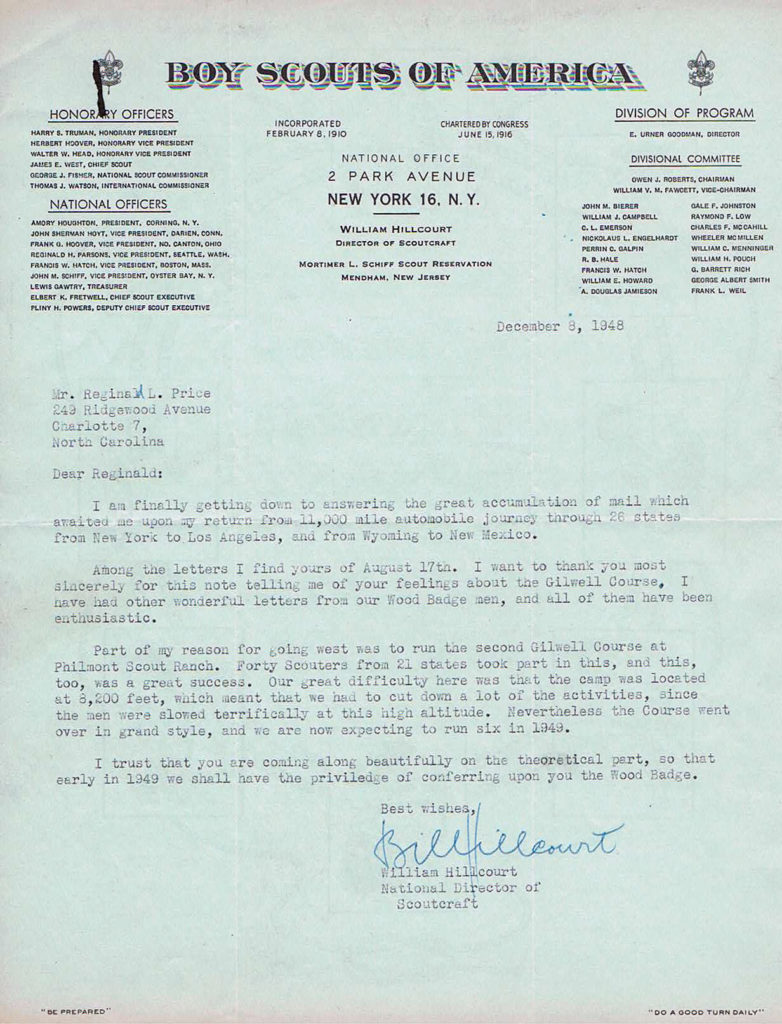 BOY SCOUTS OF AMERICA
HONORARY OFFICERS
HARRY S. TRUMAN, HONORARY PRESIDENT
HERBERT HOOVER, HONORARY VICE PRESIDENT
WALTER W. HEAD, HONORARY VICE PRESIDENT
JAMES E. WEST, CHIEF SCOUT
GEORGE J. FISHER, NATIONAL SCOUT COMMISSIONER
THOMAS J. WATSON, INTERNATIONAL COMMISSIONER
NATIONAL OFFICERS
AMORY HOUGHTON, PRESIDENT, CORNING, N. Y.
JOHN SHERMAN HOYT, VICE PRESIDENT, DARIEN, CONN.
FRANK G. HOOVER, VICE PRESIDENT, NO. CANTON, OHIO
REGINALD H. PARSONS, VICE PRESIDENT, SEATTLE, WASH.
FRANCIS W. HATCH, VICE PRESIDENT, BOSTON, MASS.
JOHN M. SCHIFF, VICE PRESIDENT, OYSTER BAY, N. Y.
LEWIS GAWTRY, TREASURER
ELBERT K. FRETWELL, CHIEF SCOUT EXECUTIVE
PLINY H. POWERS, DEPUTY CHIEF SCOUT EXECUTIVE
INCORPORATED
FEBRUARY 8, 1910
CHARTERED BY CONGRESS
JUNE 15, 1916
NATIONAL OFFICE
2 PARK AVENUE
NEW YORK 16, N. Y.
WILLIAM HILLCOURT
DIRECTOR OF SCOUTCRAFT
MORTIMER L. SCHIFF SCOUT RESERVATION
MENDHAM, NEW JERSEY
DIVISION OF PROGRAM
E. URNER GOODMAN, DIRECTOR
DIVISIONAL COMMITTEE
OWEN J. ROBERTS, CHAIRMAN
WILLIAM V. M. FAWCETT, VICE-CHAIRMAN
JOHN M. BIERER
WILLIAM J. CAMPBELL
C. L. EMERSON
NICKOLAUS L. ENGELHARDT
PERRIN C. GALPIN
R. B. HALE
FRANCIS W. HATCH
WILLIAM E. HOWARD
A. DOUGLAS JAMIESON
GALE F. JOHNSTON
RAYMOND F. LOW
CHARLES F. McCAHILL
WHEELER McMILLEN
WILLIAM C. MENNINGER
WILLIAM H. POUCH
G. BARRETT RICH
GEORGE ALBERT SMITH
FRANK L. WEIL
December 8, 1948
Mr. Reginald L. Price
249 Ridgewood Avenue
Charlotte 7,
North Carolina
Dear Reginald:
I am finally getting down to answering the great accumulation of mail which
awaited me upon my return from 11,000 mile automobile journey through 26 states
from New York to Los Angeles, and from Wyoming to New Mexico.
Among the letters I find yours of August 17th. I want to thank you most
sincerely for this note telling me of your feelings about the Gilwell Course. I
have had other wonderful letters from our Wood Badge men, and all of them have been
enthusiastic.
Part of my reason for going west was to run the second Gilwell Course at
Philmont Scout Ranch. Forty Scouters from 21 states took part in this, and this,
too, was a great success. Our great difficulty here was that the camp was located
at 8,200 feet, which meant that we had to cut down a lot of the activities, since
the men were slowed terrifically at this high altitude. Nevertheless the Course went
over in grand style, and we are now expecting to run six in 1949.
I trust that you are coming along beautifully on the theoretical part, so that
early in 1949 we shall have the priviledge of conferring upon you the Wood Badge.
Best wishes,
Bill Hillcourt
William Hillcourt
National Director of
Scoutcraft
"BE PREPARED"
"DO A GOOD TURN DAILY"